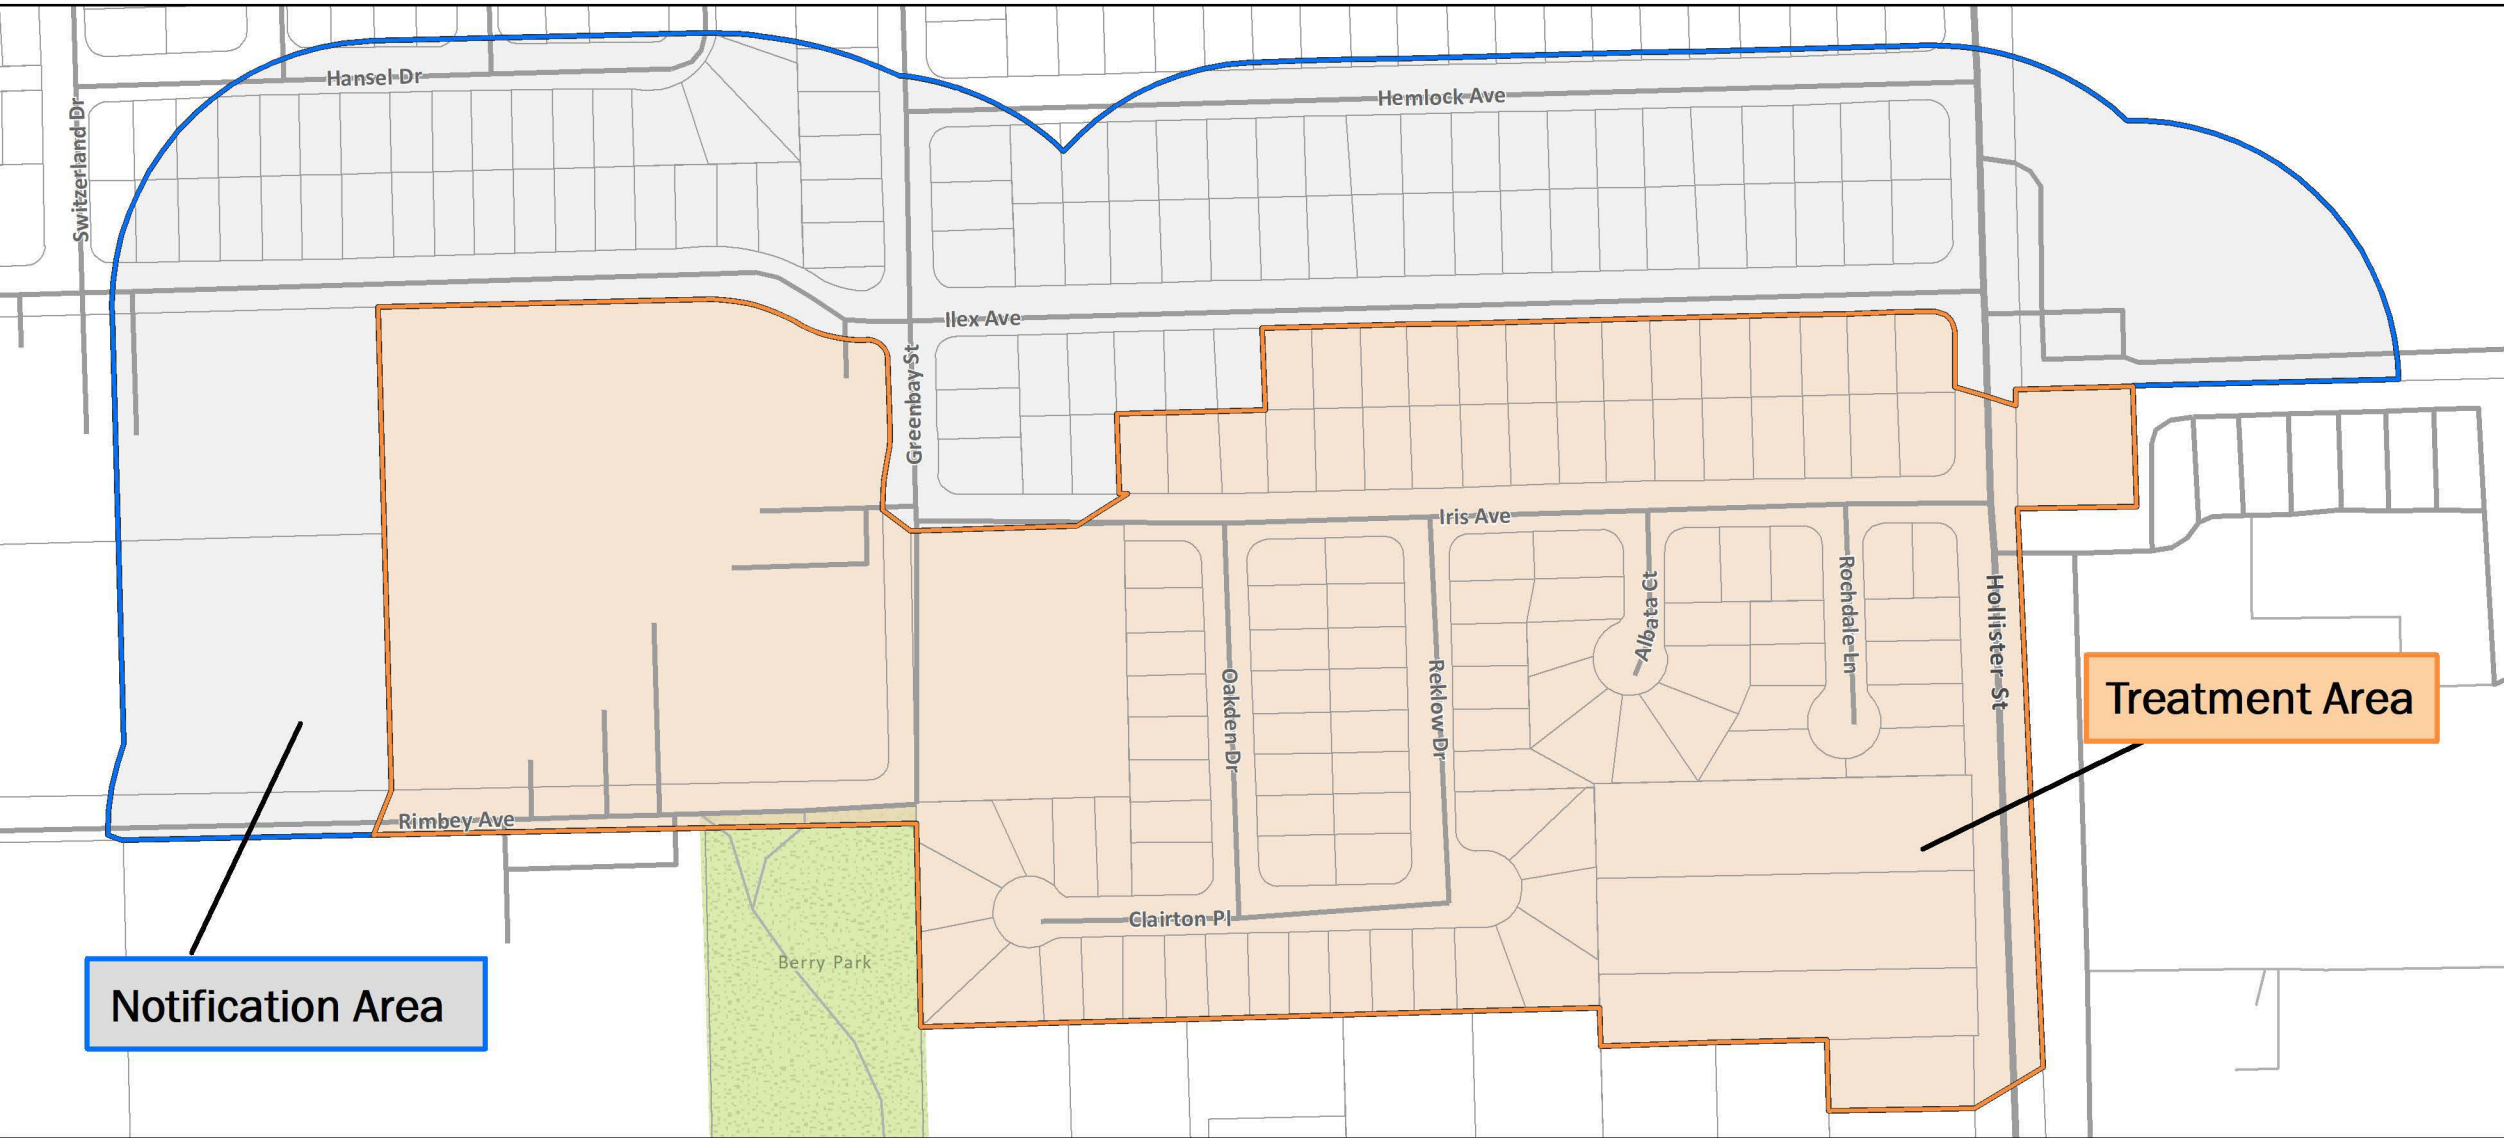 Hansel Dr
Hemlock Ave
Switzerland Dr
Ilex Ave
Greenbay St
Iris Ave
Albata Ct
Rochdale Ln
Hollister St
Oakden Dr
Reklow Dr
Treatment Area
Rimbey Ave
Clairton Pl
Berry Park
Notification Area